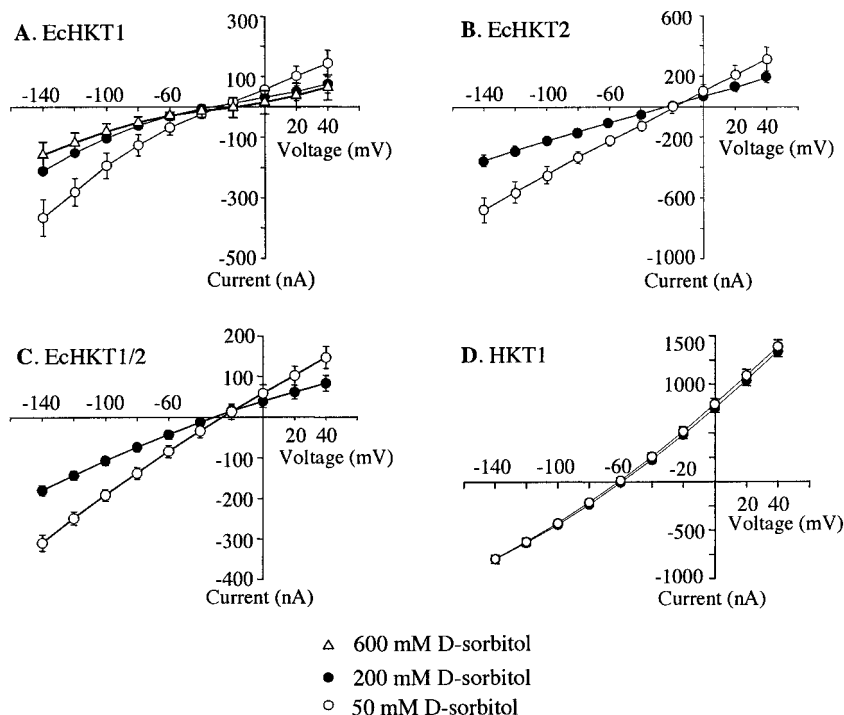 A. EcHKT1
300
100
-140
-100
-60
20
40
-100
Voltage (mV)
-300
-500
Current (nA)
B. EcHKT2
600
200
-140
-100
-60
20
40
-200
Voltage (mV)
-600
-1000
Current (nA)
C. EcHKT1/2
200
100
-140
-100
-60
20
40
-100
Voltage (mV)
-200
-300
-400
Current (nA)
D. HKT1
1500
1000
-140
-100
-60
-20
20
40
Voltage (mV)
-500
-1000
Current (nA)
600 mM D-sorbitol
200 mM D-sorbitol
50 mM D-sorbitol